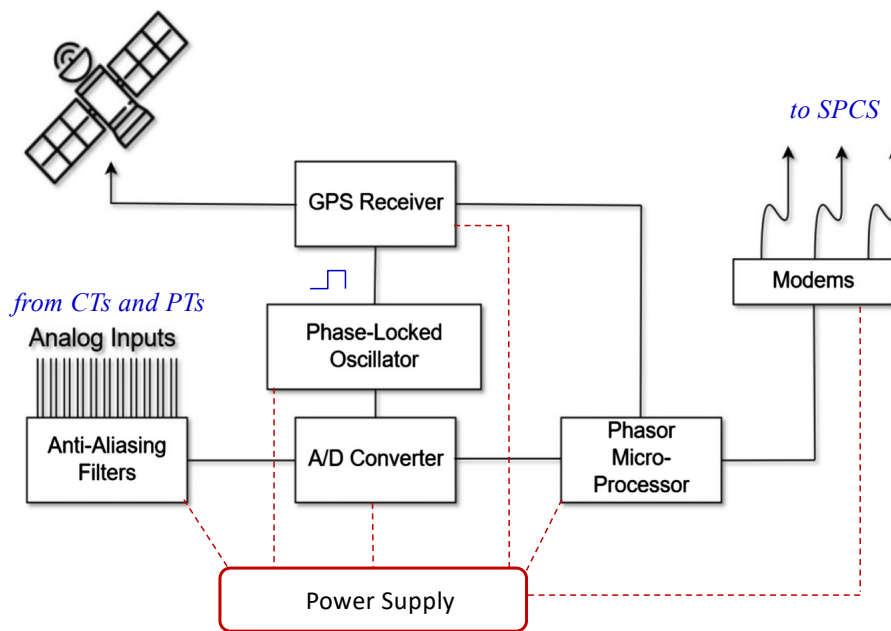 to SPCS
GPS Receiver
Modems
from CTs and PTs
Analog Inputs
Phase-Locked
Oscillator
Anti-Aliasing
Filters
A/D Converter
Phasor
Micro-
Processor
Power Supply